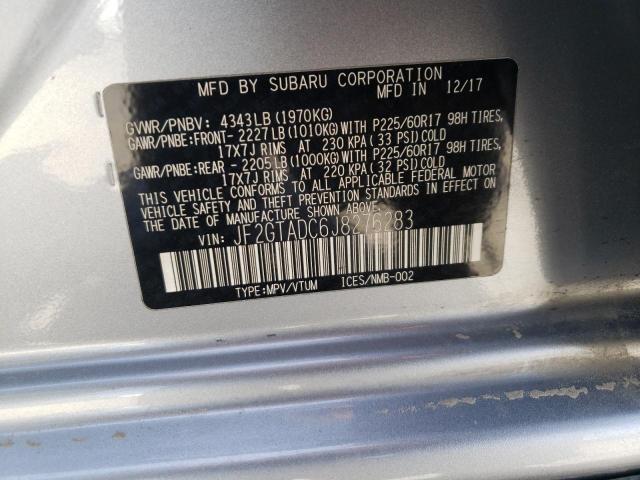 MFD BY SUBARU CORPORATION
MFD IN 12/17
GVWR/PNBV: 4343LB (1970KG)
GAWR/PNBE:FRONT- 2227LB (1010KG) WITH P225/60R17 98H TIRES,
17X7J RIMS AT 230 KPA (33 PSI) COLD
GAWR/PNBE:REAR - 2205LB (1000KG) WITH P225/60R17 98H TIRES,
17X7J RIMS AT 220 KPA (32 PSI) COLD
THIS VEHICLE CONFORMS TO ALL APPLICABLE FEDERAL MOTOR
VEHICLE SAFETY AND THEFT PREVENTION STANDARDS IN EFFECT
ON THE DATE OF MANUFACTURE SHOWN ABOVE.
VIN: JF2GTADC6J8275283
TYPE:MPV/VTUM ICES/NMB-002